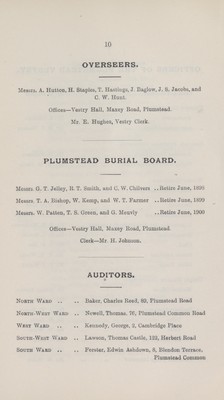 10
OVERSEERS.
Messrs. A. Hutton, H. Staples, T. Hastings, J. Baglow, J. S. Jacobs, and
C. W. Hunt.
Offices—Vestry Hall, Maxey Road, Plumstead.
Mr. E. Hughes, Vestry Clerk.
PLUMSTEAD BURIAL BOARD.
Messrs. G. T. Jolley, B. T. Smith, and C. W. Chilvers ..Retire June, 1898
Messrs. T. A. Bishop, W. Kemp, and W. T. Farmer ..Retire June, 1899
Messrs. W. Patten, T. S. Green, and G. Mouvly ..Retire June, 1900
Offices—Vestry Hall, Maxey Road, Plumstead.
Clerk—Mr H. Johnson.
AUDITORS.
NORTH WARD .. .. Baker, Charles Reed, 92, Plumstead Road
NORTH-WEST WARD .. Newell, Thomas, 76, Plumstead Common Road
WEST WARD .. .. Kennedy, George, 2, Cambridge Place
SOUTH-WEST WARD .. Lawson, Thomas Castle, 122, Herbert Road
SOUTH WARD .. .. Forster, Edwin Ashdown, 8, Blendon Terrace,
Plumstead Common